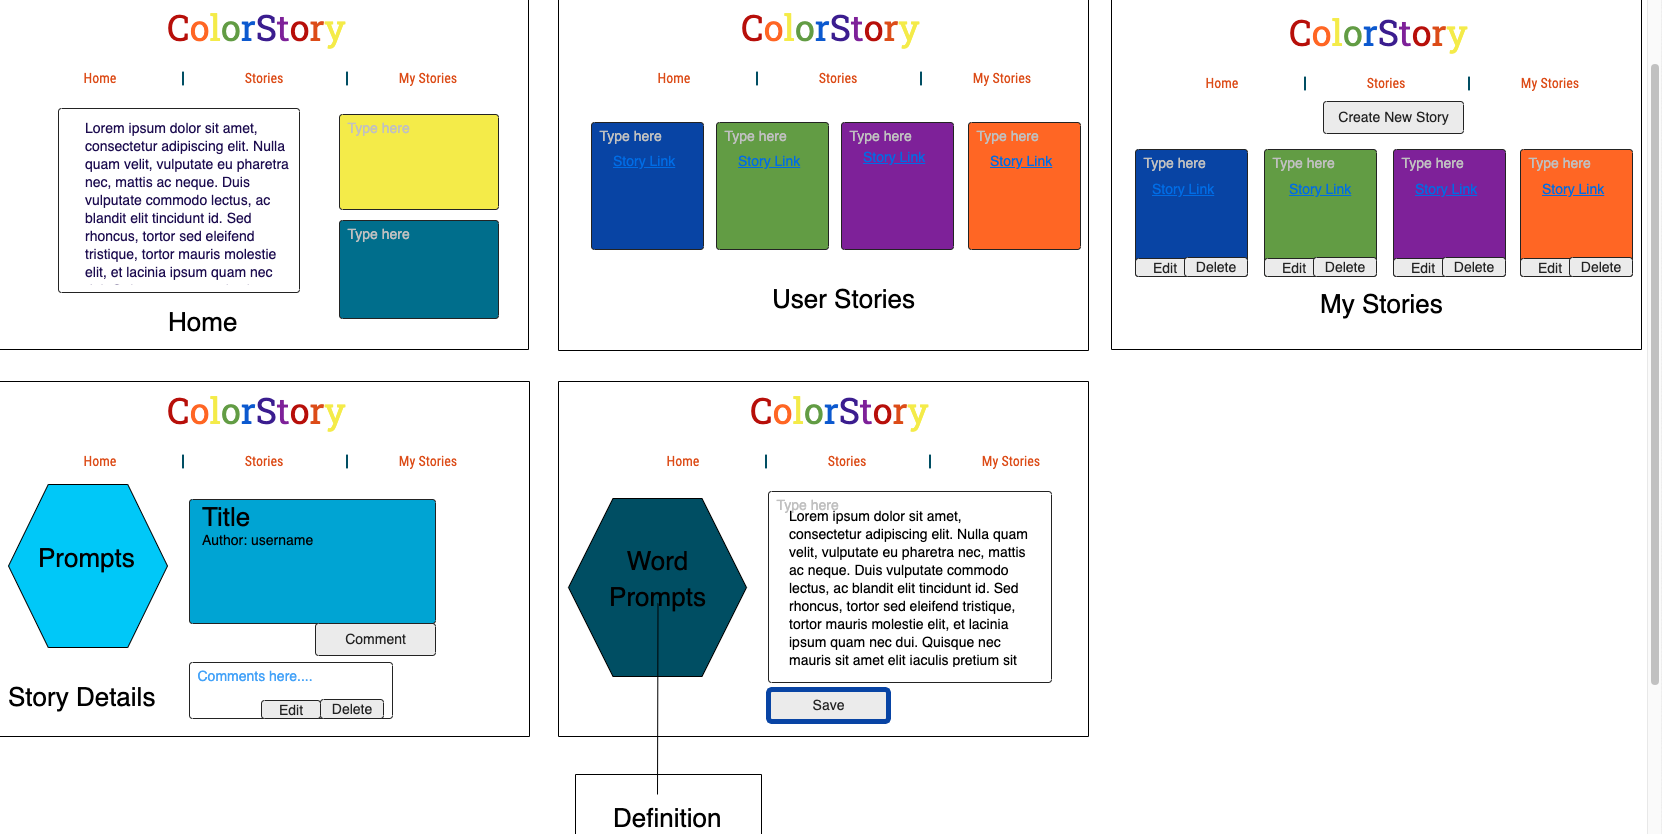 ColorStory
Home
Stories
My Stories
Lorem ipsum dolor sit amet,
consectetur adipiscing elit. Nulla
quam velit, vulputate eu pharetra
nec, mattis ac neque. Duis
vulputate commodo lectus, ac
blandit elit tincidunt id. Sed
rhoncus, tortor sed eleifend
tristique, tortor mauris molestie
elit, et lacinia ipsum quam nec
Type here
Type here
Home
ColorStory
Home
Stories
My Stories
Type here
Story Link
Type here
Story Link
Type here
Story Link
Type here
Story Link
User Stories
ColorStory
Home
Stories
My Stories
Create New Story
Type here
Story Link
Edit
Delete
Type here
Story Link
Edit
Delete
Type here
Story Link
Edit
Delete
Type here
Story Link
Edit
Delete
My Stories
ColorStory
Home
Stories
My Stories
Prompts
Title
Author: username
Comment
Comments here....
Edit
Delete
Story Details
ColorStory
Home
Stories
My Stories
Word
Prompts
Type here
Lorem ipsum dolor sit amet,
consectetur adipiscing elit. Nulla quam
velit, vulputate eu pharetra nec, mattis
ac neque. Duis vulputate commodo
lectus, ac blandit elit tincidunt id. Sed
rhoncus, tortor sed eleifend tristique,
tortor mauris molestie elit, et lacinia
ipsum quam nec dui. Quisque nec
mauris sit amet elit iaculis pretium sit
Save
Definition